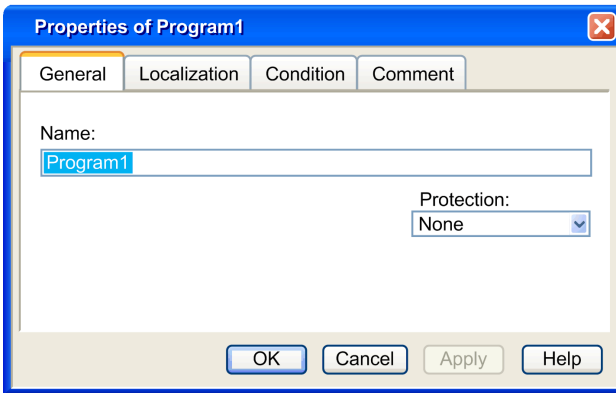 Properties of Program1
General Localization Condition Comment
Name:
Program1
Protection:
None
OK Cancel Apply Help